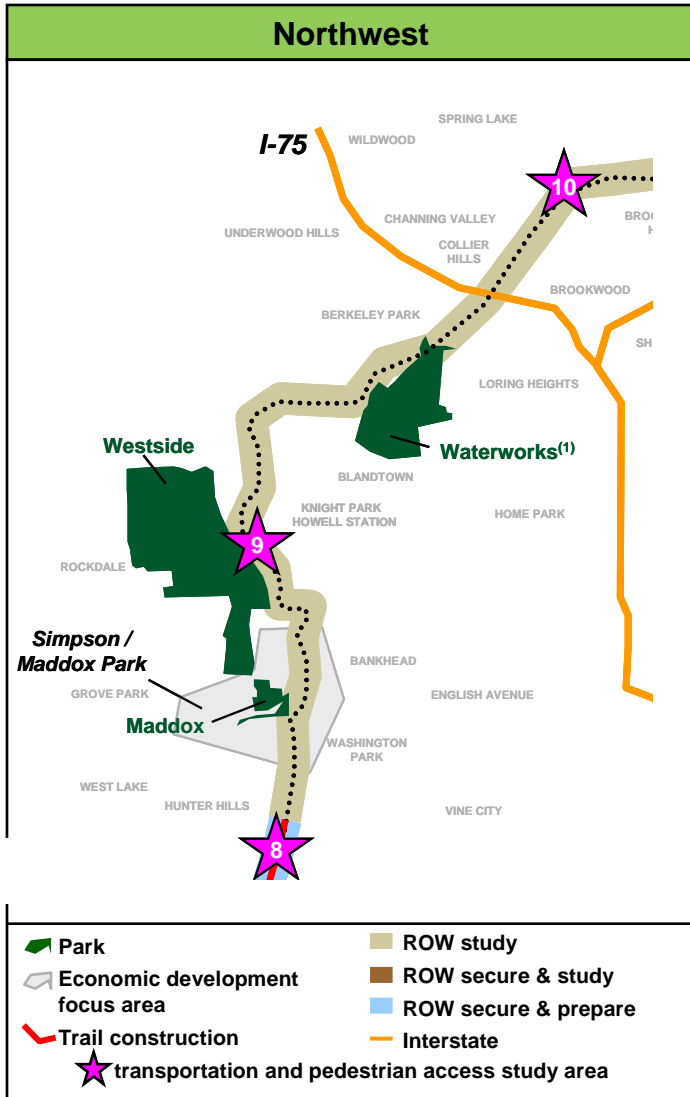 Northwest
SPRING LAKE
I-75
WILDWOOD
10
CHANNING VALLEY
BRO
H
UNDERWOOD HILLS
COLLIER
HILLS
BROOKWOOD
BERKELEY PARK
SH
LORING HEIGHTS
Westside
Waterworks(1)
BLANDTOWN
KNIGHT PARK
HOWELL STATION
HOME PARK
9
ROCKDALE
Simpson /
Maddox Park
BANKHEAD
GROVE PARK
ENGLISH AVENUE
Maddox
WASHINGTON
PARK
WEST LAKE
HUNTER HILLS
VINE CITY
8
Park
Economic development
focus area
Trail construction
ROW study
ROW secure & study
ROW secure & prepare
Interstate
transportation and pedestrian access study area